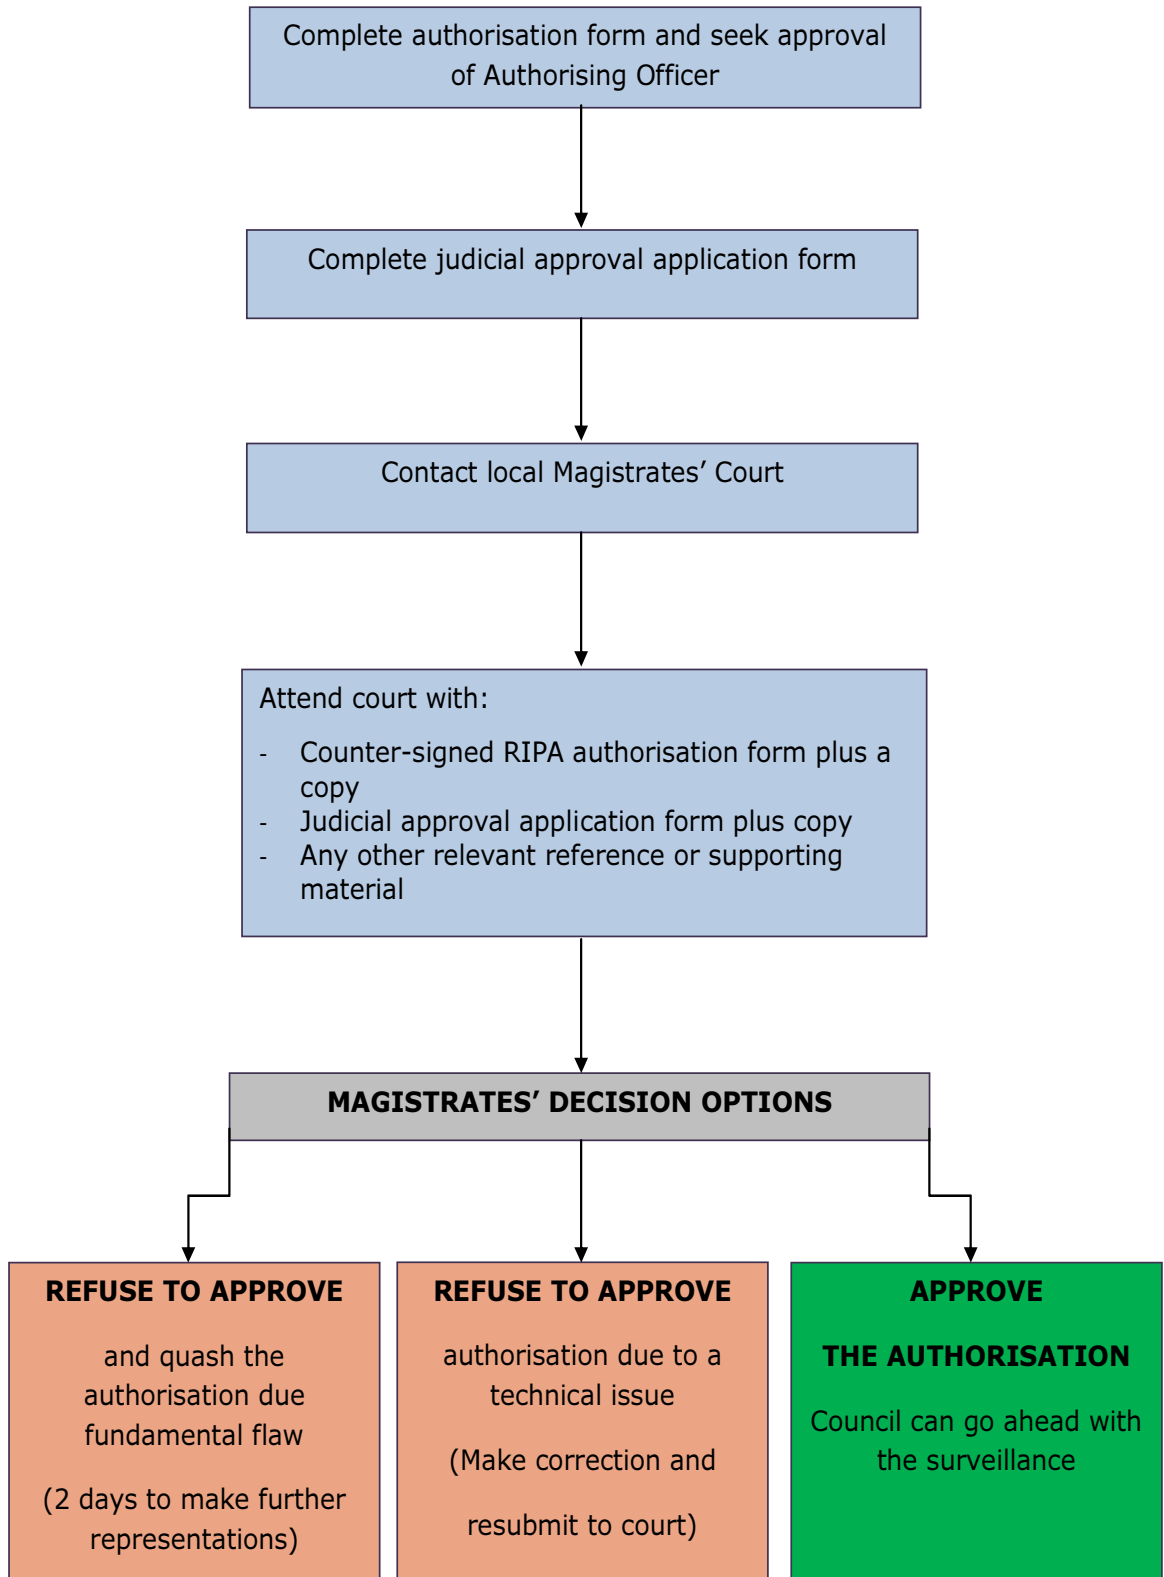 Complete authorisation form and seek approval
of Authorising Officer
Complete judicial approval application form
Contact local Magistrates’ Court
Attend court with:
- Counter-signed RIPA authorisation form plus a
copy
- Judicial approval application form plus copy
- Any other relevant reference or supporting
material
MAGISTRATES’ DECISION OPTIONS
REFUSE TO APPROVE
and quash the
authorisation due
fundamental flaw
(2 days to make further
representations)
REFUSE TO APPROVE
authorisation due to a
technical issue
(Make correction and
resubmit to court)
APPROVE
THE AUTHORISATION
Council can go ahead with
the surveillance